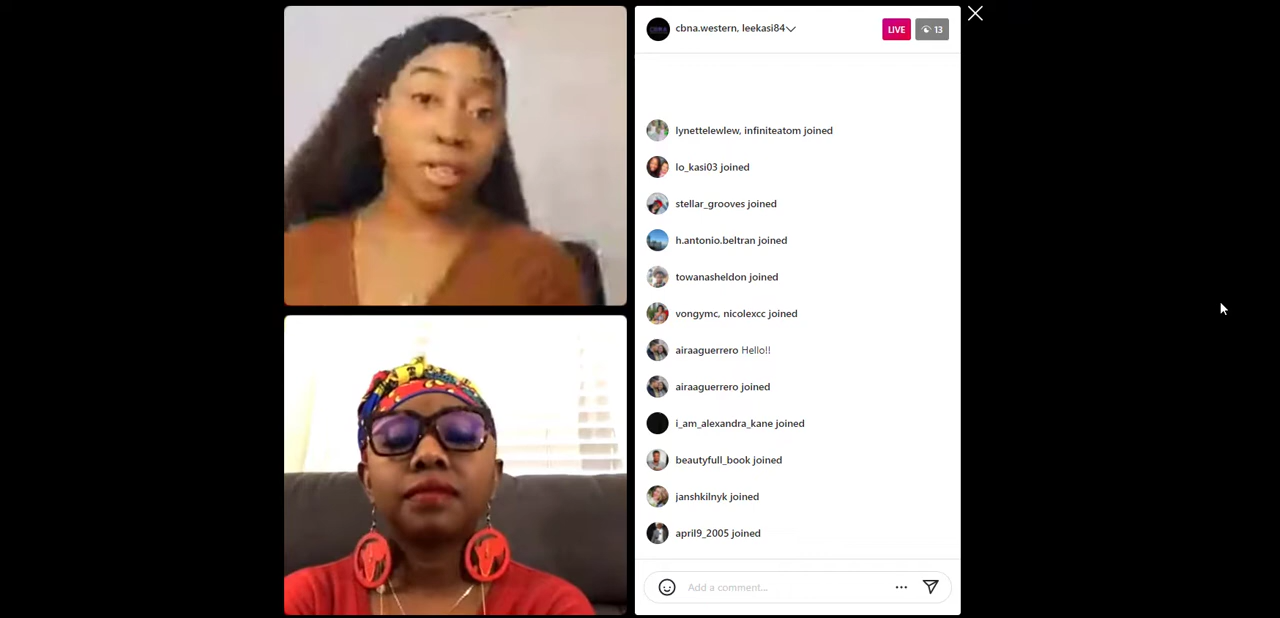 cbna.western, leekasi84
LIVE
13
lynettelewlew, infiniteatom joined
lo_kasi03 joined
stellar_grooves joined
h.antonio.beltran joined
towanasheldon joined
vongymc, nicolexcc joined
airaaguerrero Hello!!
airaaguerrero joined
i_am_alexandra_kane joined
beautyfull_book joined
janshkilnyk joined
april9_2005 joined
Add a comment...